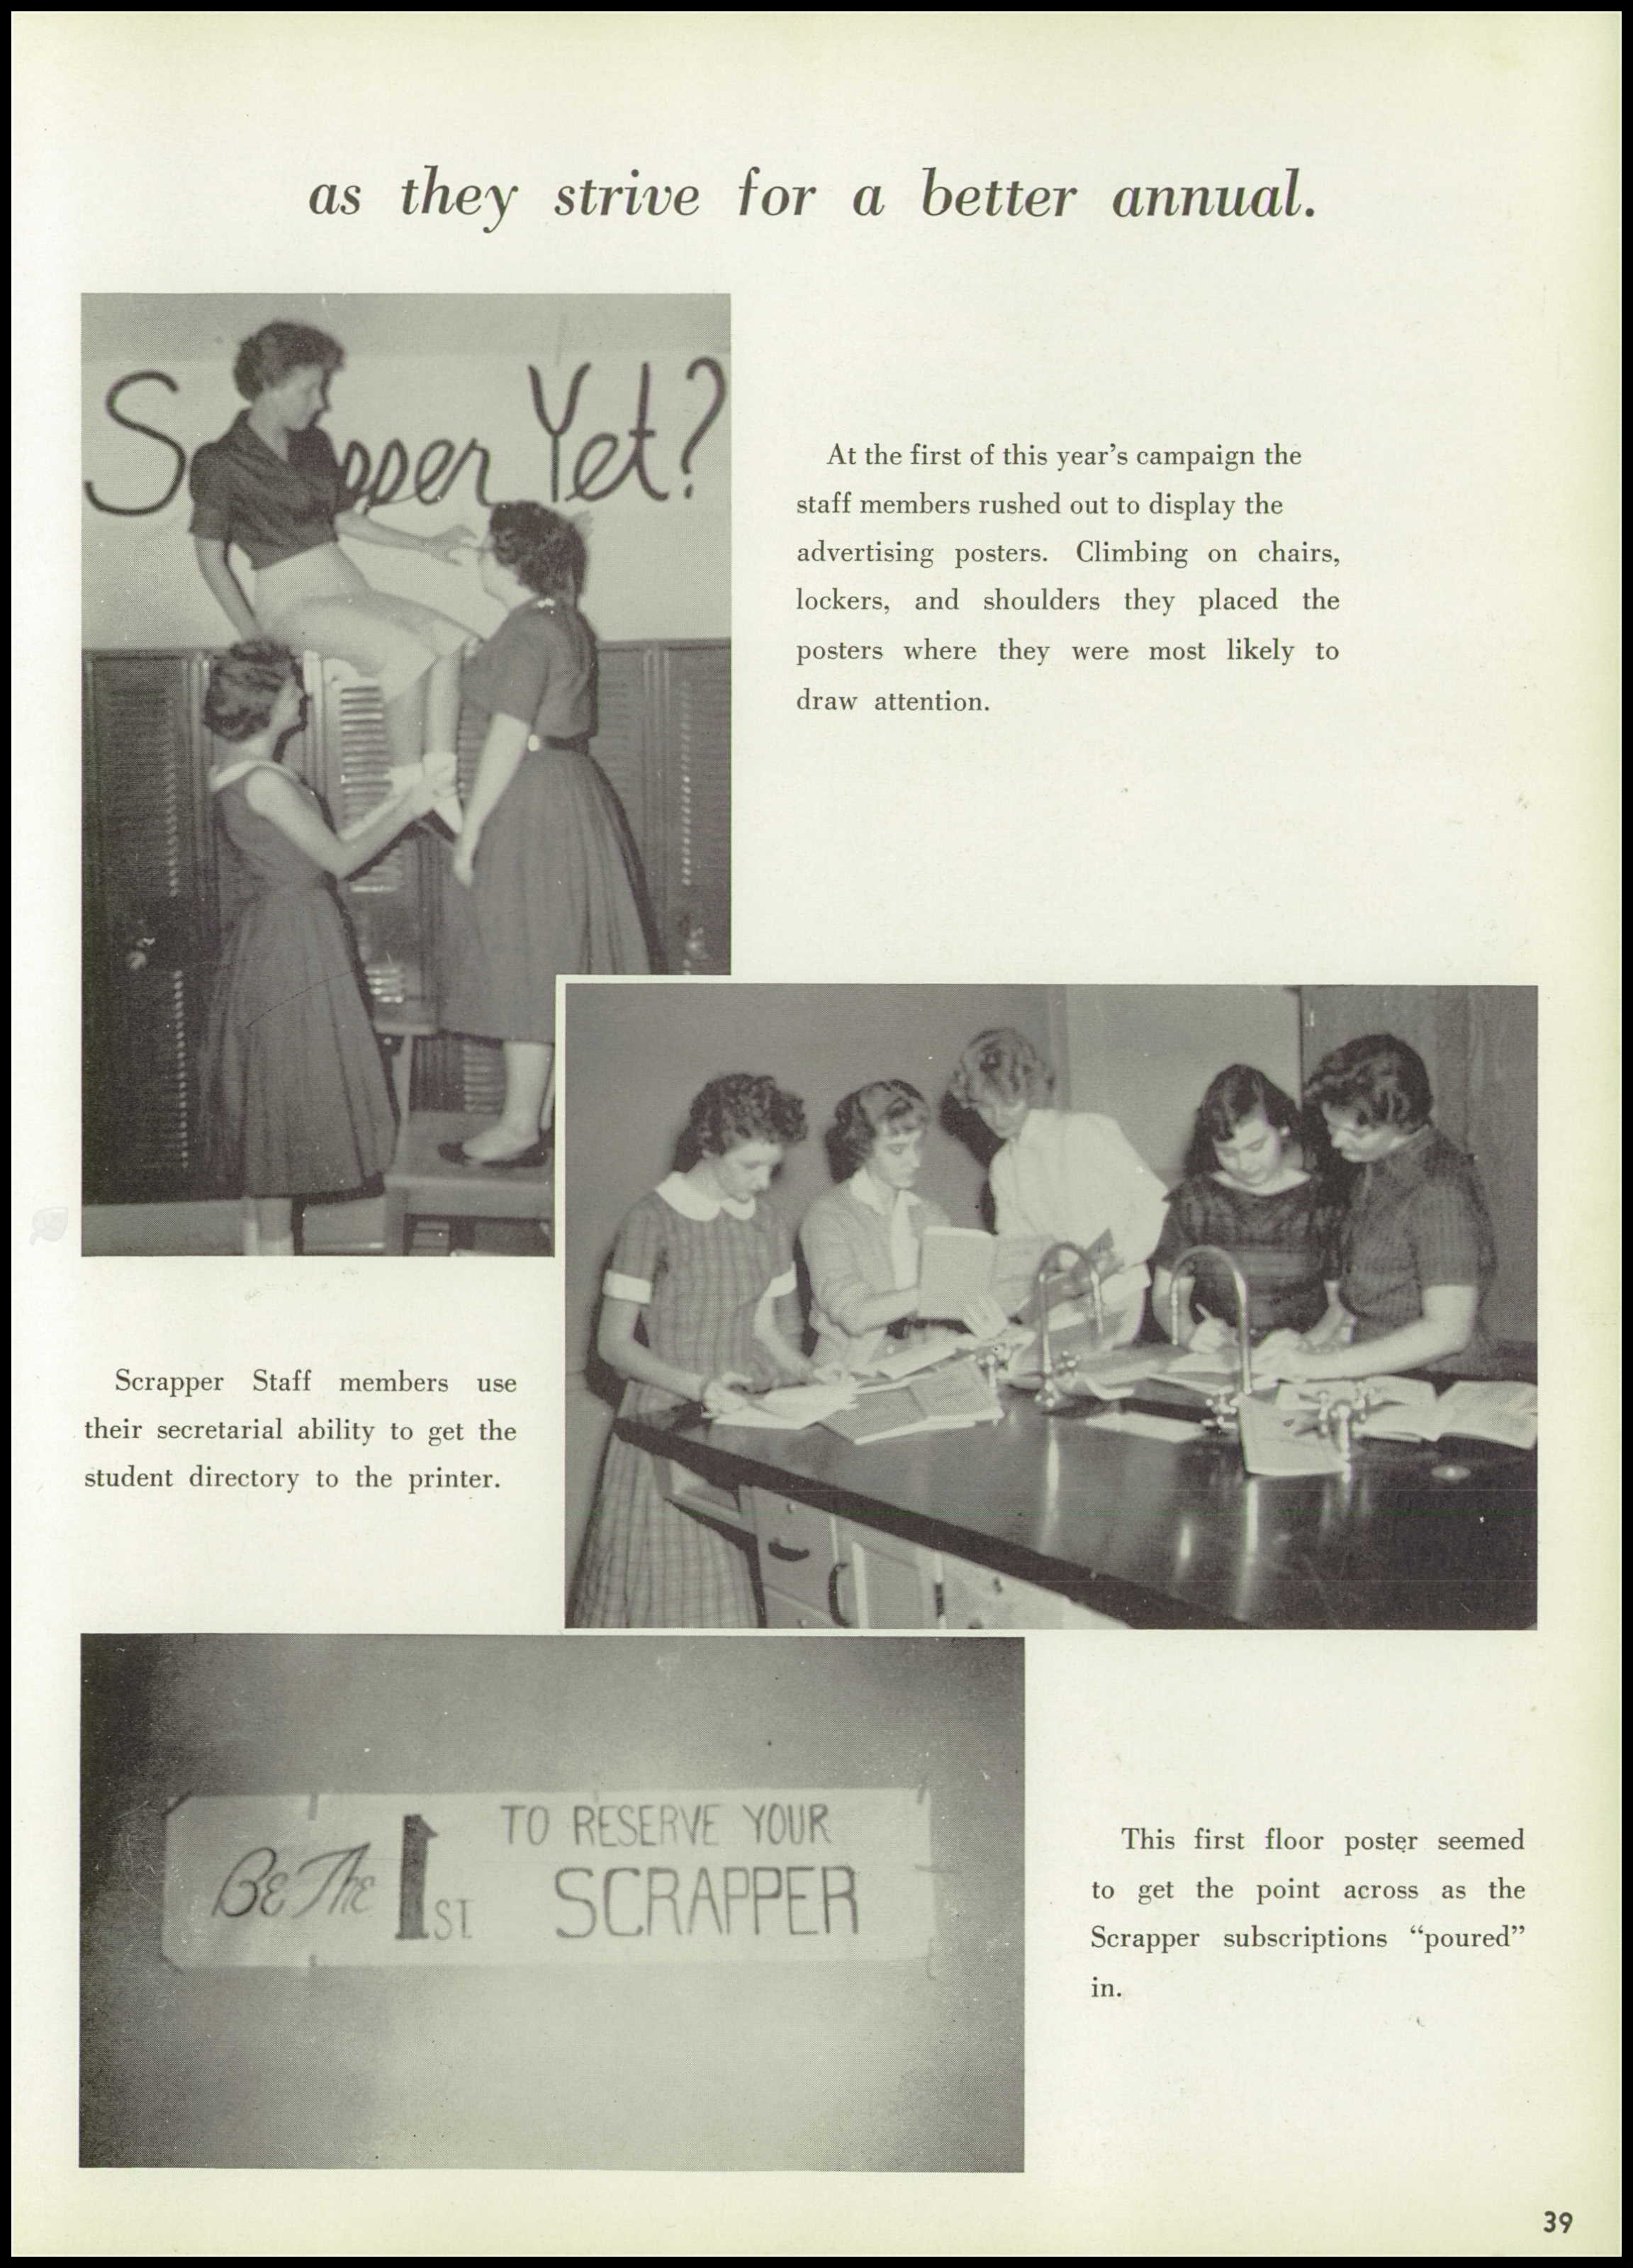 as they strive for a better annual.
Yet?
At the first of this year's campaign the
staff members rushed out to display the
advertising posters. Climbing on chairs,
lockers, and shoulders they placed the
posters where they were most likely to
draw attention.
Scrapper Staff members use
their secretarial ability to get the
student directory to the printer.
BE THE 1ST. TO RESERVE YOUR
SCRAPPER
This first floor poster seemed
to get the point across as the
Scrapper subscriptions “poured”
in.
39